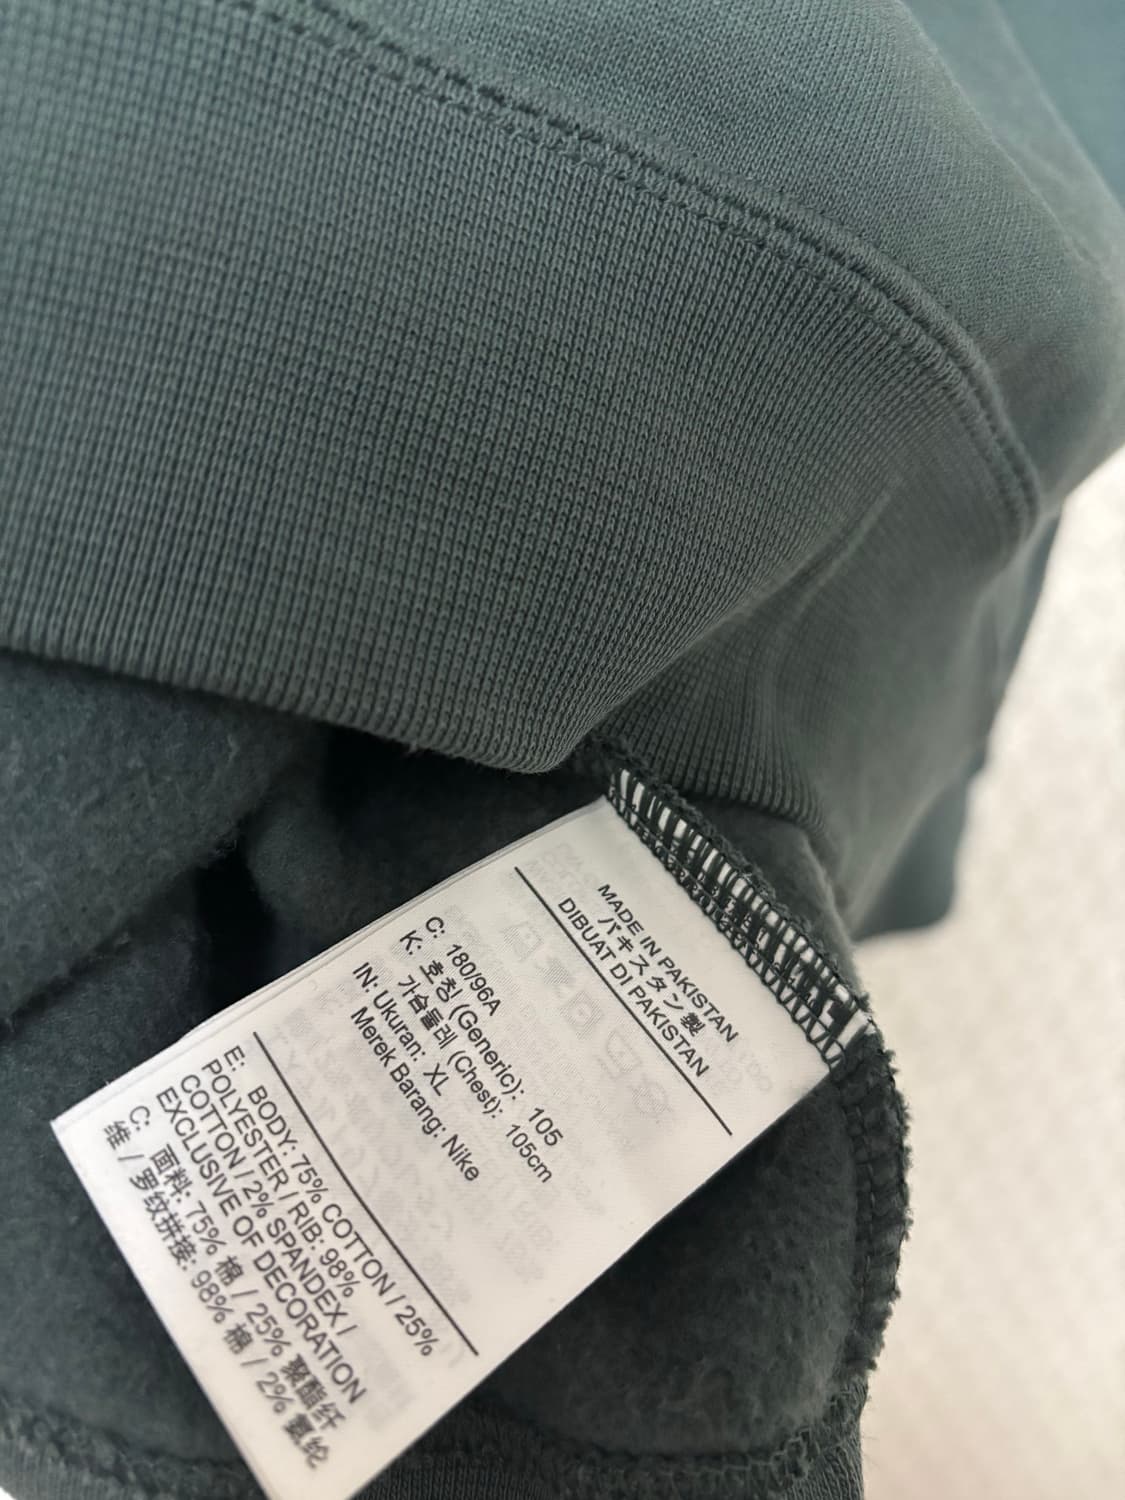 MADE IN PAKISTAN
パキスタン製
DIBUAT DI PAKISTAN
C: 180/96A
K: 호칭 (Generic): 105
가슴둘레 (Chest): 105cm
IN: Ukuran: XL
Merek Barang: Nike
E: BODY: 75% COTTON / 25%
POLYESTER / RIB: 98%
COTTON / 2% SPANDEX /
EXCLUSIVE OF DECORATION
C: 面料: 75% 棉 / 25% 聚酯纤
维 / 罗纹拼接: 98% 棉 / 2% 氨纶